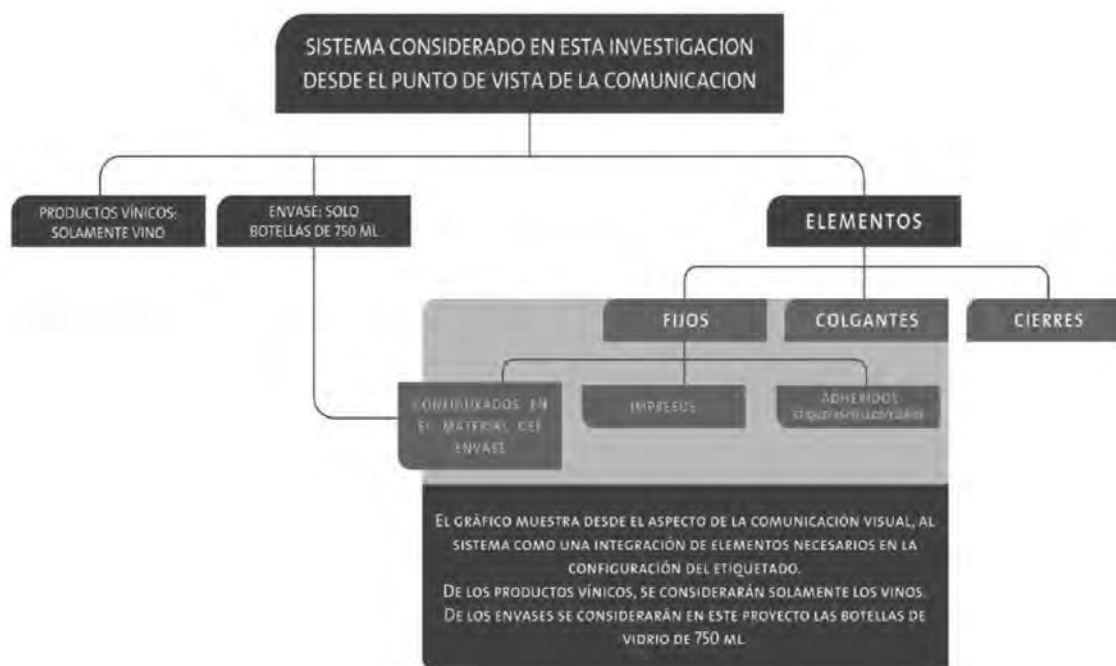 SISTEMA CONSIDERADO EN ESTA INVESTIGACION
DESDE EL PUNTO DE VISTA DE LA COMUNICACION
PRODUCTOS VÍNICOS:
SOLAMENTE VINO
ENVASE: SOLO
BOTELLAS DE 750 ML
ELEMENTOS
FIJOS
COLGANTES
CIERRES
CONFIGURADOS EN
EL MATERIAL DEL
ENVASE
IMPRESOS
ADHERIDOS
EL GRÁFICO MUESTRA DESDE EL ASPECTO DE LA COMUNICACIÓN VISUAL, AL
SISTEMA COMO UNA INTEGRACIÓN DE ELEMENTOS NECESARIOS EN LA
CONFIGURACIÓN DEL ETIQUETADO.
DE LOS PRODUCTOS VÍNICOS, SE CONSIDERARÁN SOLAMENTE LOS VINOS.
DE LOS ENVASES SE CONSIDERARÁN EN ESTE PROYECTO LAS BOTELLAS DE
VIDRIO DE 750 ML